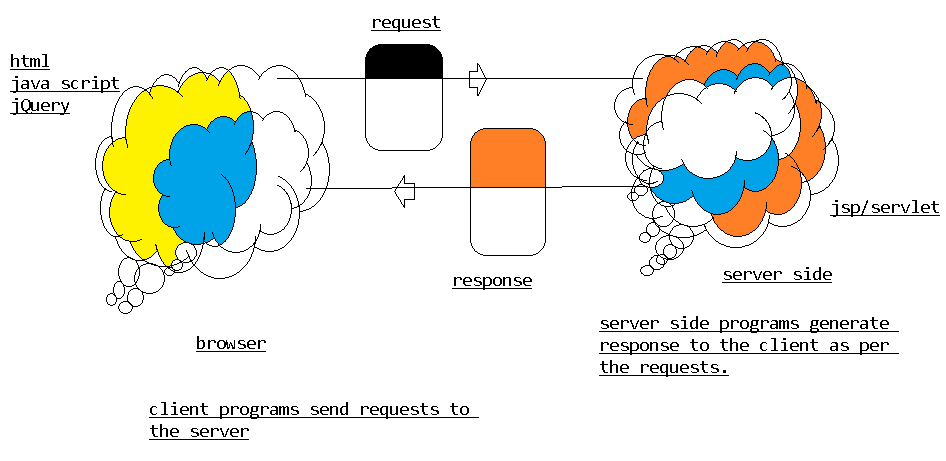 request
html
java script
jQuery
jsp/servlet
response
server side
browser
server side programs generate
response to the client as per
the requests.
client programs send requests to
the server